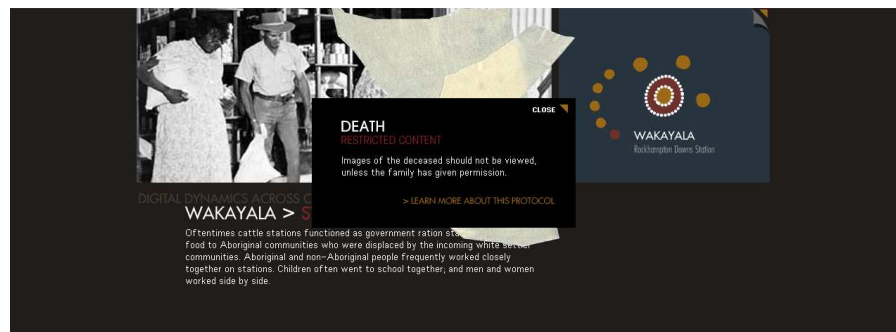 CLOSE
DEATH
RESTRICTED CONTENT
Images of the deceased should not be viewed,
unless the family has given permission.
> LEARN MORE ABOUT THIS PROTOCOL
WAKAYALA
Rockhampton Downs Station
DIGITAL DYNAMICS ACROSS
WAKAYALA >
Oftentimes cattle stations functioned as government ration
food to Aboriginal communities who were displaced by the incoming white settler
communities. Aboriginal and non-Aboriginal people frequently worked closely
together on stations. Children often went to school together; and men and women
worked side by side.